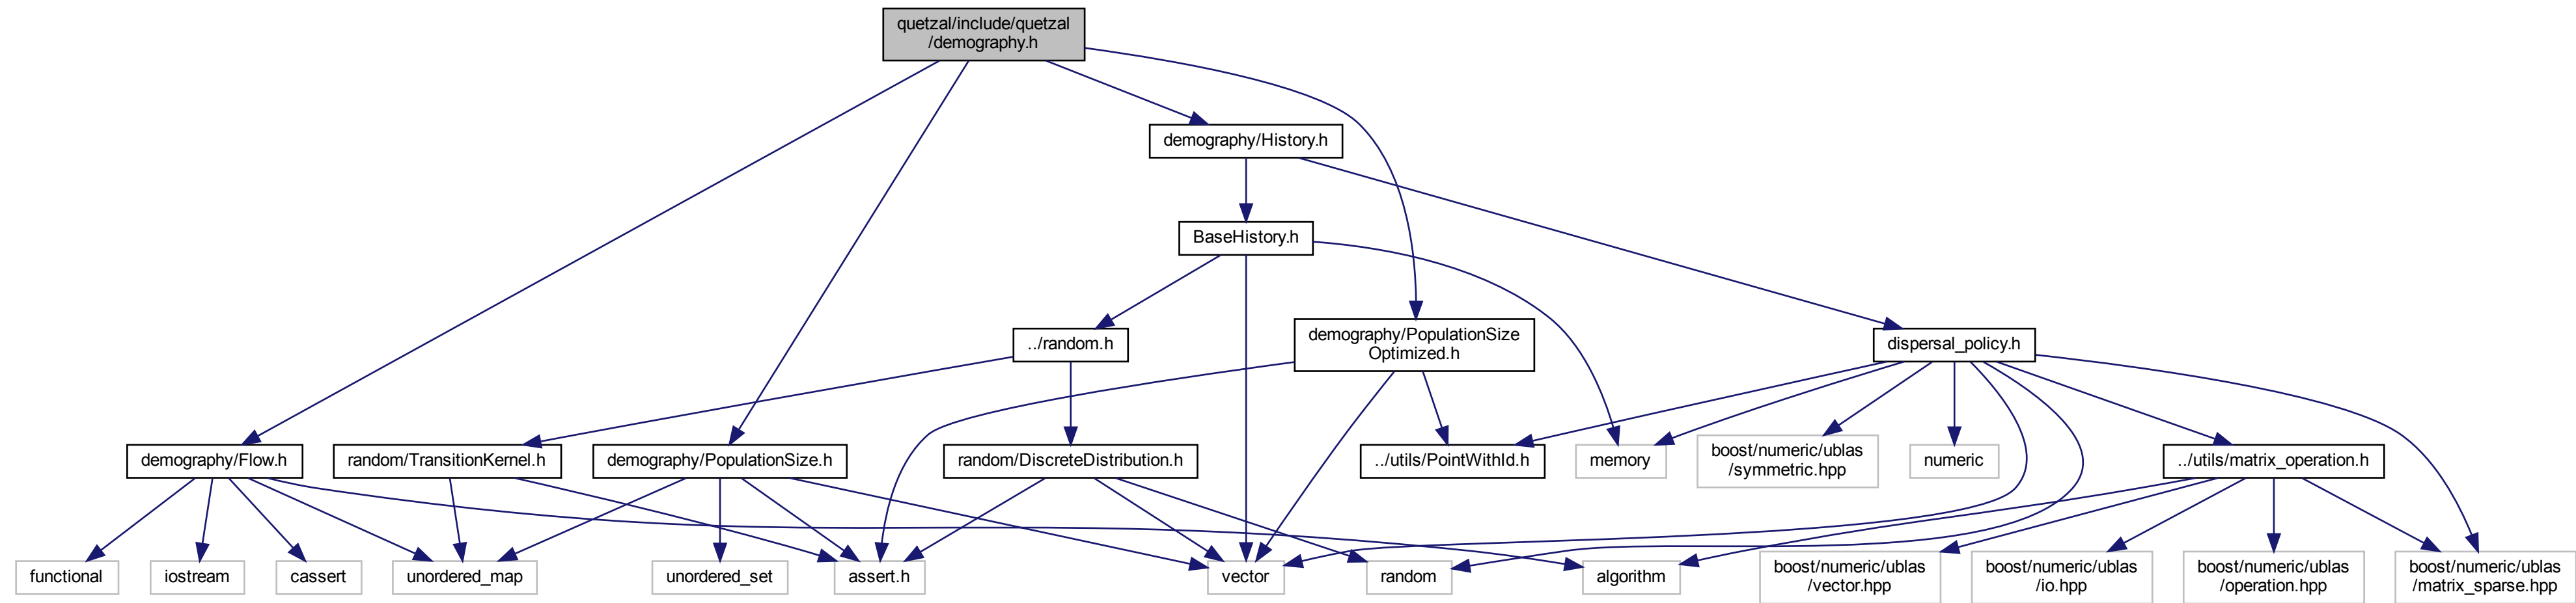 quetzal/include/quetzal
/demography.h
demography/History.h
BaseHistory.h
../random.h
demography/PopulationSize
Optimized.h
dispersal_policy.h
demography/Flow.h
random/TransitionKernel.h
demography/PopulationSize.h
random/DiscreteDistribution.h
../utils/PointWithId.h
memory
boost/numeric/ublas
/symmetric.hpp
numeric
../utils/matrix_operation.h
functional
iostream
cassert
unordered_map
unordered_set
assert.h
vector
random
algorithm
boost/numeric/ublas
/vector.hpp
boost/numeric/ublas
/io.hpp
boost/numeric/ublas
/operation.hpp
boost/numeric/ublas
/matrix_sparse.hpp